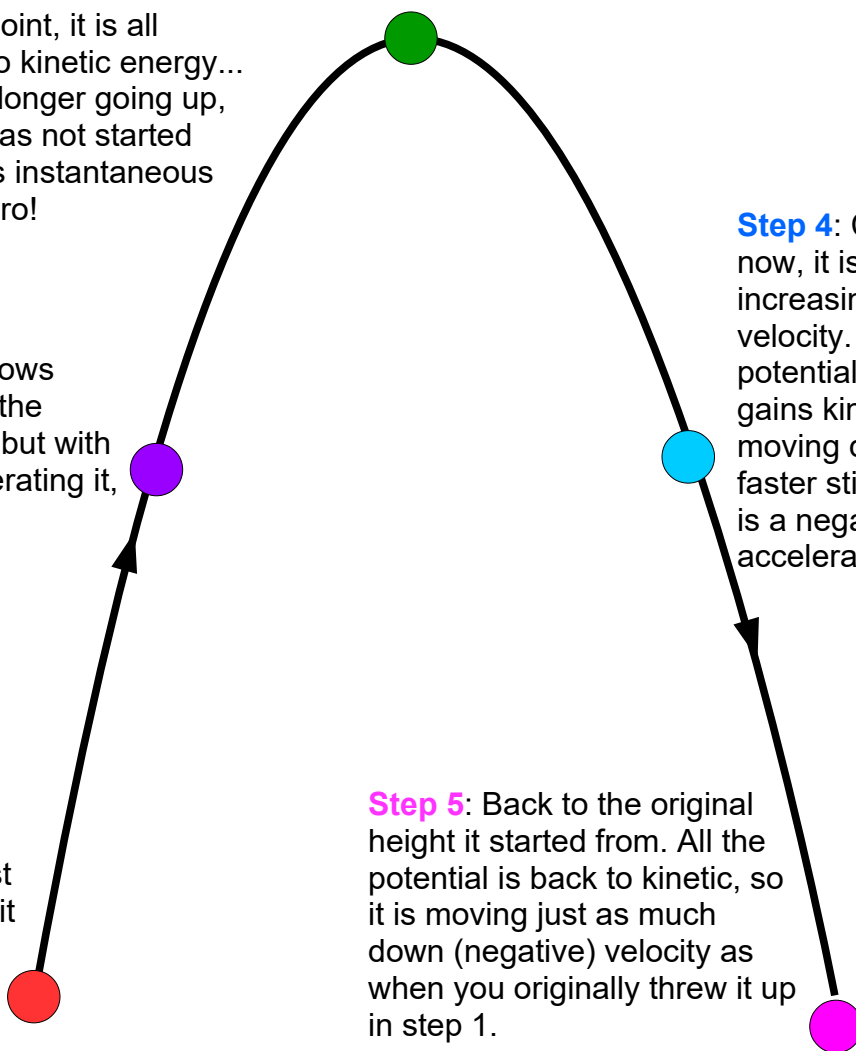 oint, it is all
o kinetic energy...
longer going up,
as not started
s instantaneous
ro!
ows
the
but with
erating it,
st
it
Step 4:
now, it is
increasin
velocity.
potential
gains kin
moving
faster sti
is a nega
accelera
Step 5: Back to the original
height it started from. All the
potential is back to kinetic, so
it is moving just as much
down (negative) velocity as
when you originally threw it up
in step 1.